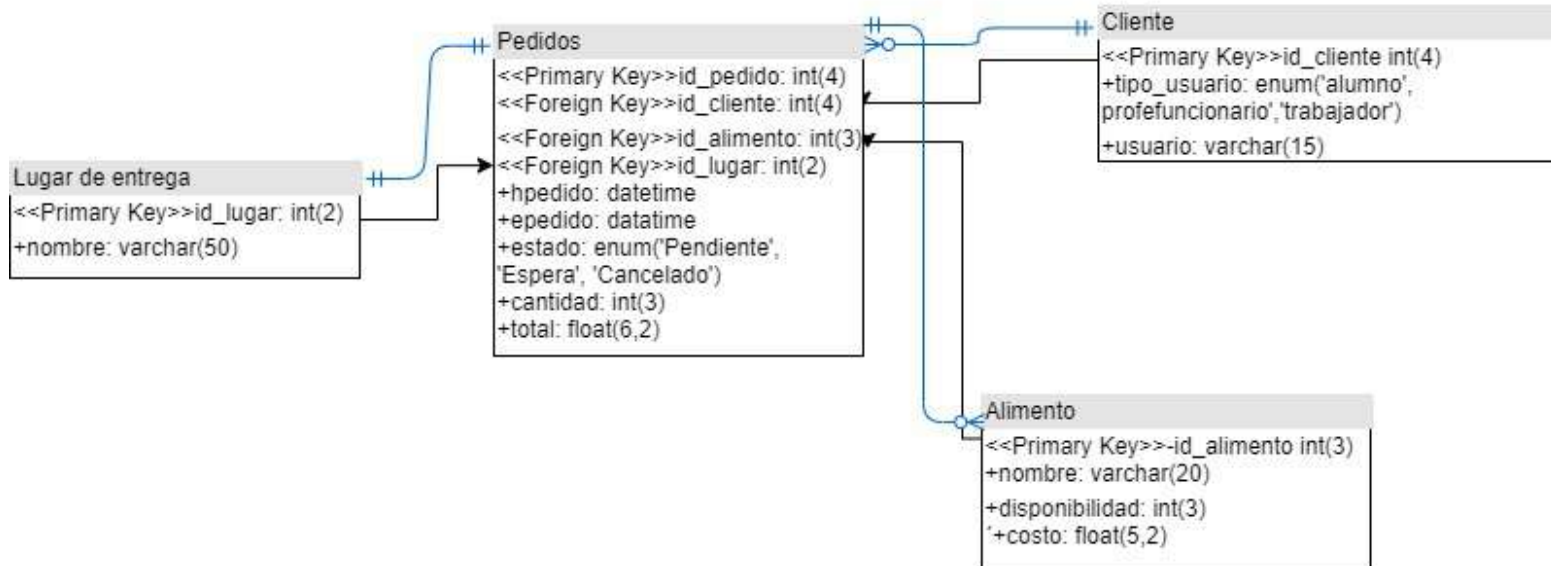 Pedidos
<<Primary Key>>id_pedido: int(4)
<<Foreign Key>>id_cliente: int(4)
<<Foreign Key>>id_alimento: int(3)
<<Foreign Key>>id_lugar: int(2)
+hpedido: datetime
+epedido: datatime
+estado: enum('Pendiente',
'Espera', 'Cancelado')
+cantidad: int(3)
+total: float(6,2)
Cliente
<<Primary Key>>id_cliente int(4)
+tipo_usuario: enum('alumno',
profefuncionario','trabajador')
+usuario: varchar(15)
Lugar de entrega
<<Primary Key>>id_lugar: int(2)
+nombre: varchar(50)
Alimento
<<Primary Key>>-id_alimento int(3)
+nombre: varchar(20)
+disponibilidad: int(3)
´+costo: float(5,2)